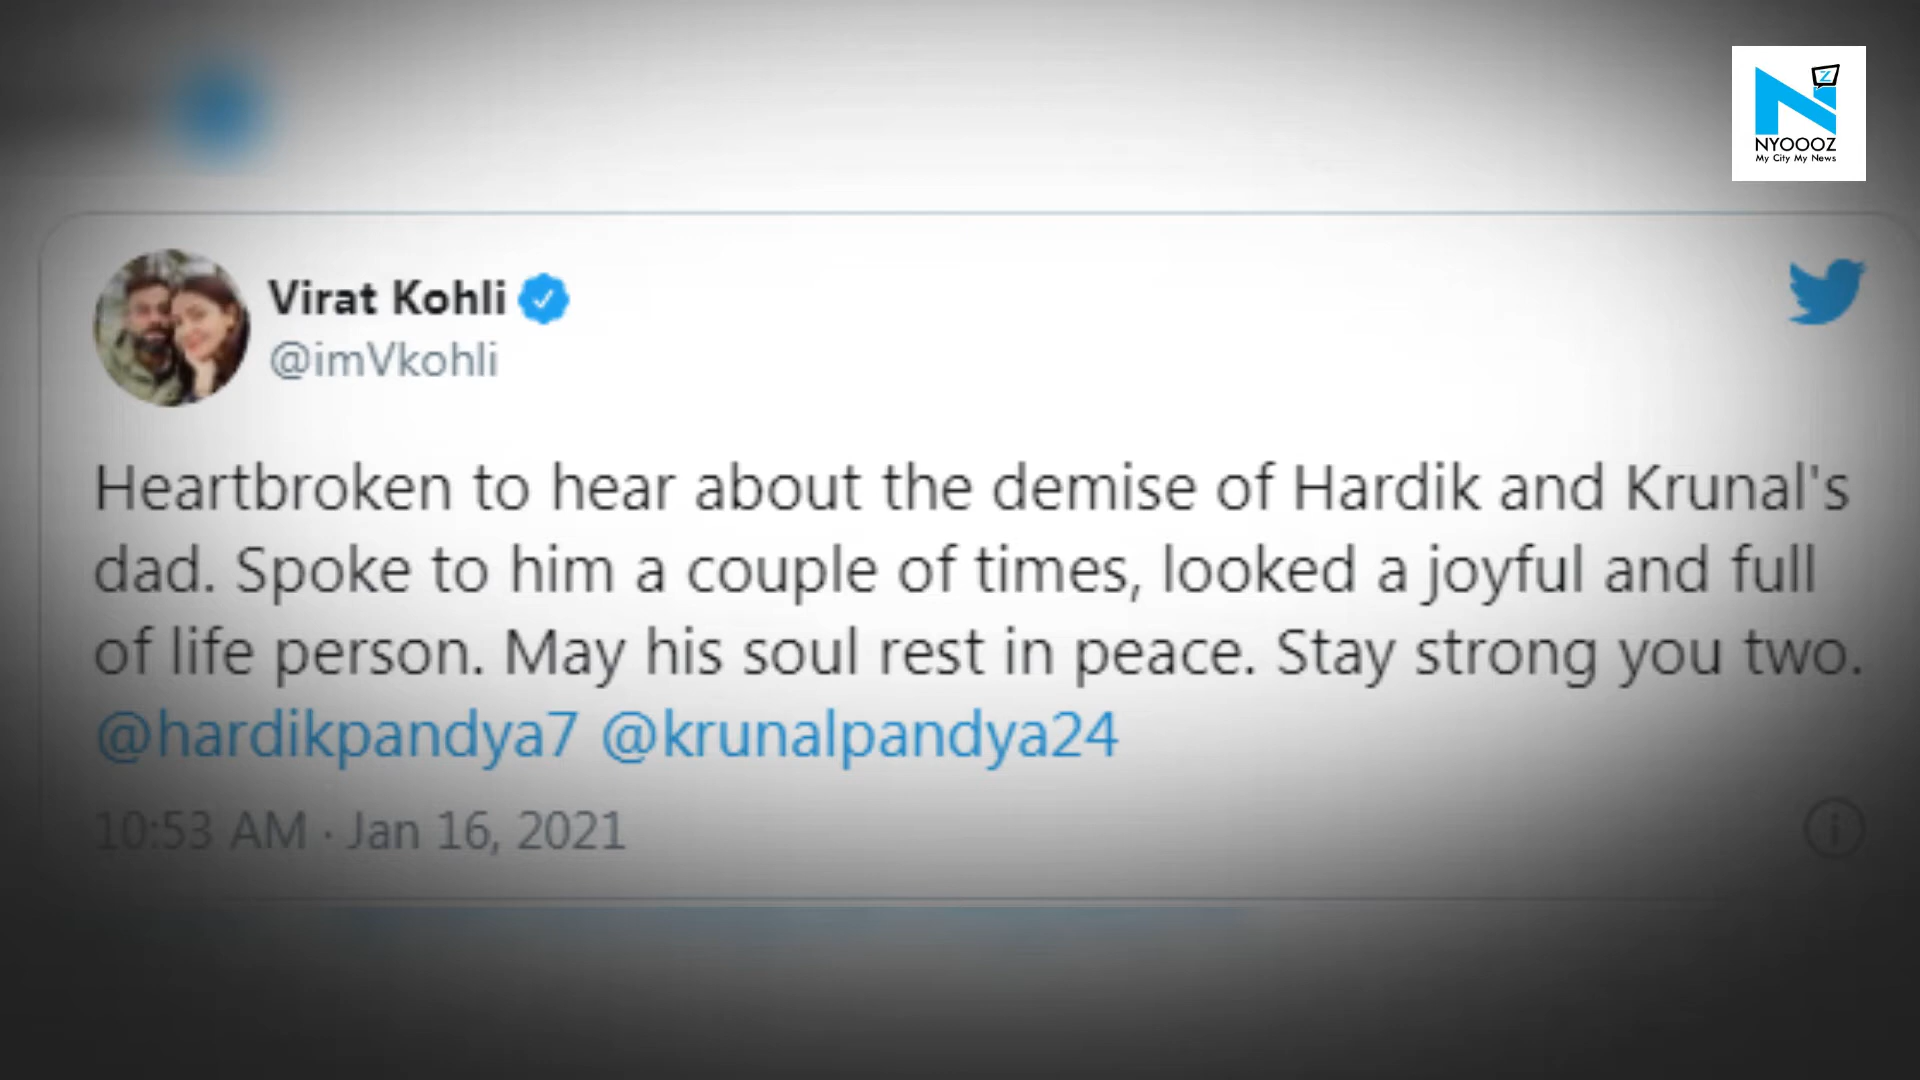 Z
NYOOOZ
My City My News
Virat Kohli
@imVkohli
Heartbroken to hear about the demise of Hardik and Krunal's
dad. Spoke to him a couple of times, looked a joyful and full
of life person. May his soul rest in peace. Stay strong you two.
@hardikpandya7 @krunalpandya24
10:53 AM · Jan 16, 2021